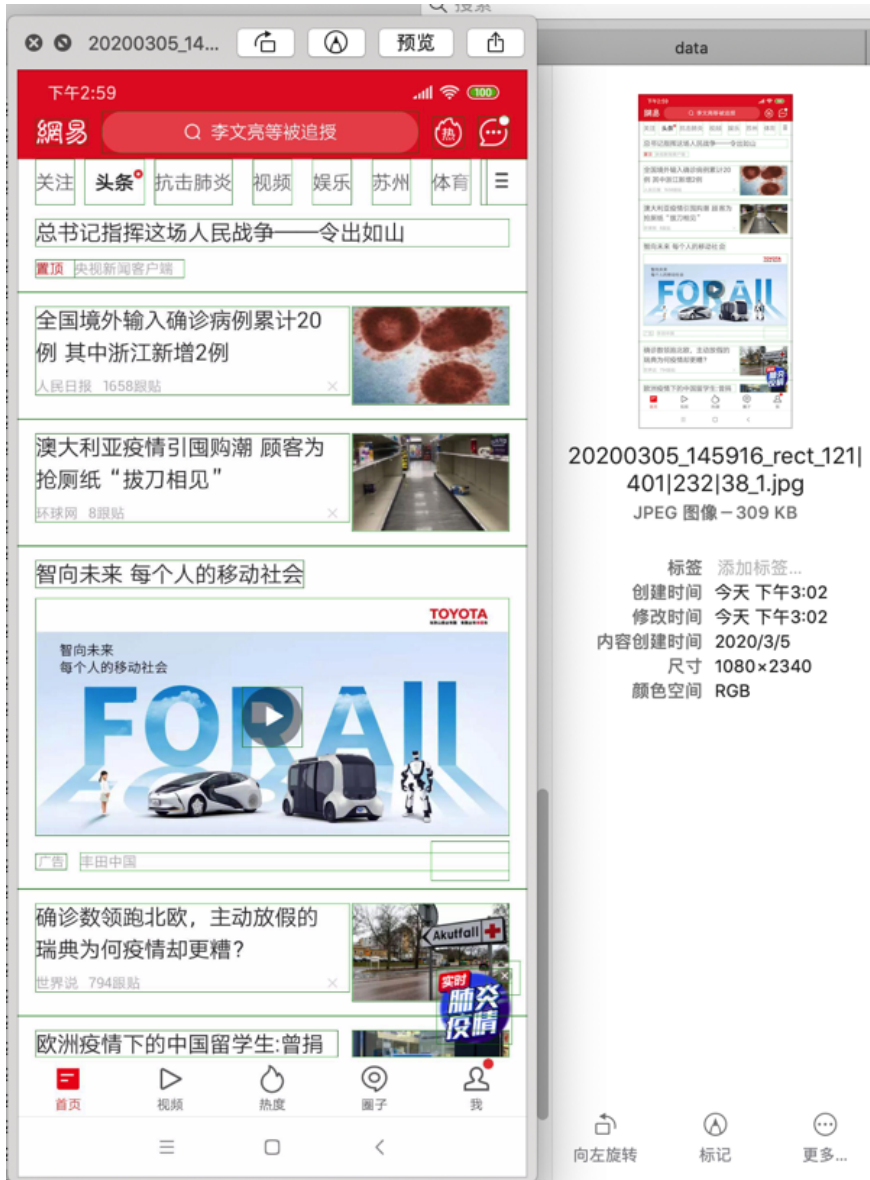 搜索
20200305_14...
预览
data
下午2:59
100
網易
李文亮等被追授
热
关注 头条 抗击肺炎 视频 娱乐 苏州 体育
总书记指挥这场人民战争——令出如山
置顶 央视新闻客户端
全国境外输入确诊病例累计20
例 其中浙江新增2例
人民日报 1658跟贴
澳大利亚疫情引囤购潮 顾客为
抢厕纸“拔刀相见”
环球网 8跟贴
智向未来 每个人的移动社会
TOYOTA
智向未来
每个人的移动社会
FOR All
广告 丰田中国
确诊数领跑北欧，主动放假的
瑞典为何疫情却更糟?
世界说 794跟贴
Akutfall
实时
肺炎
疫情
欧洲疫情下的中国留学生:曾捐
首页 视频 热度 圈子 我
20200305_145916_rect_121|
401|232|38_1.jpg
JPEG 图像 – 309 KB
标签 添加标签...
创建时间 今天 下午3:02
修改时间 今天 下午3:02
内容创建时间 2020/3/5
尺寸 1080×2340
颜色空间 RGB
向左旋转 标记 更多...